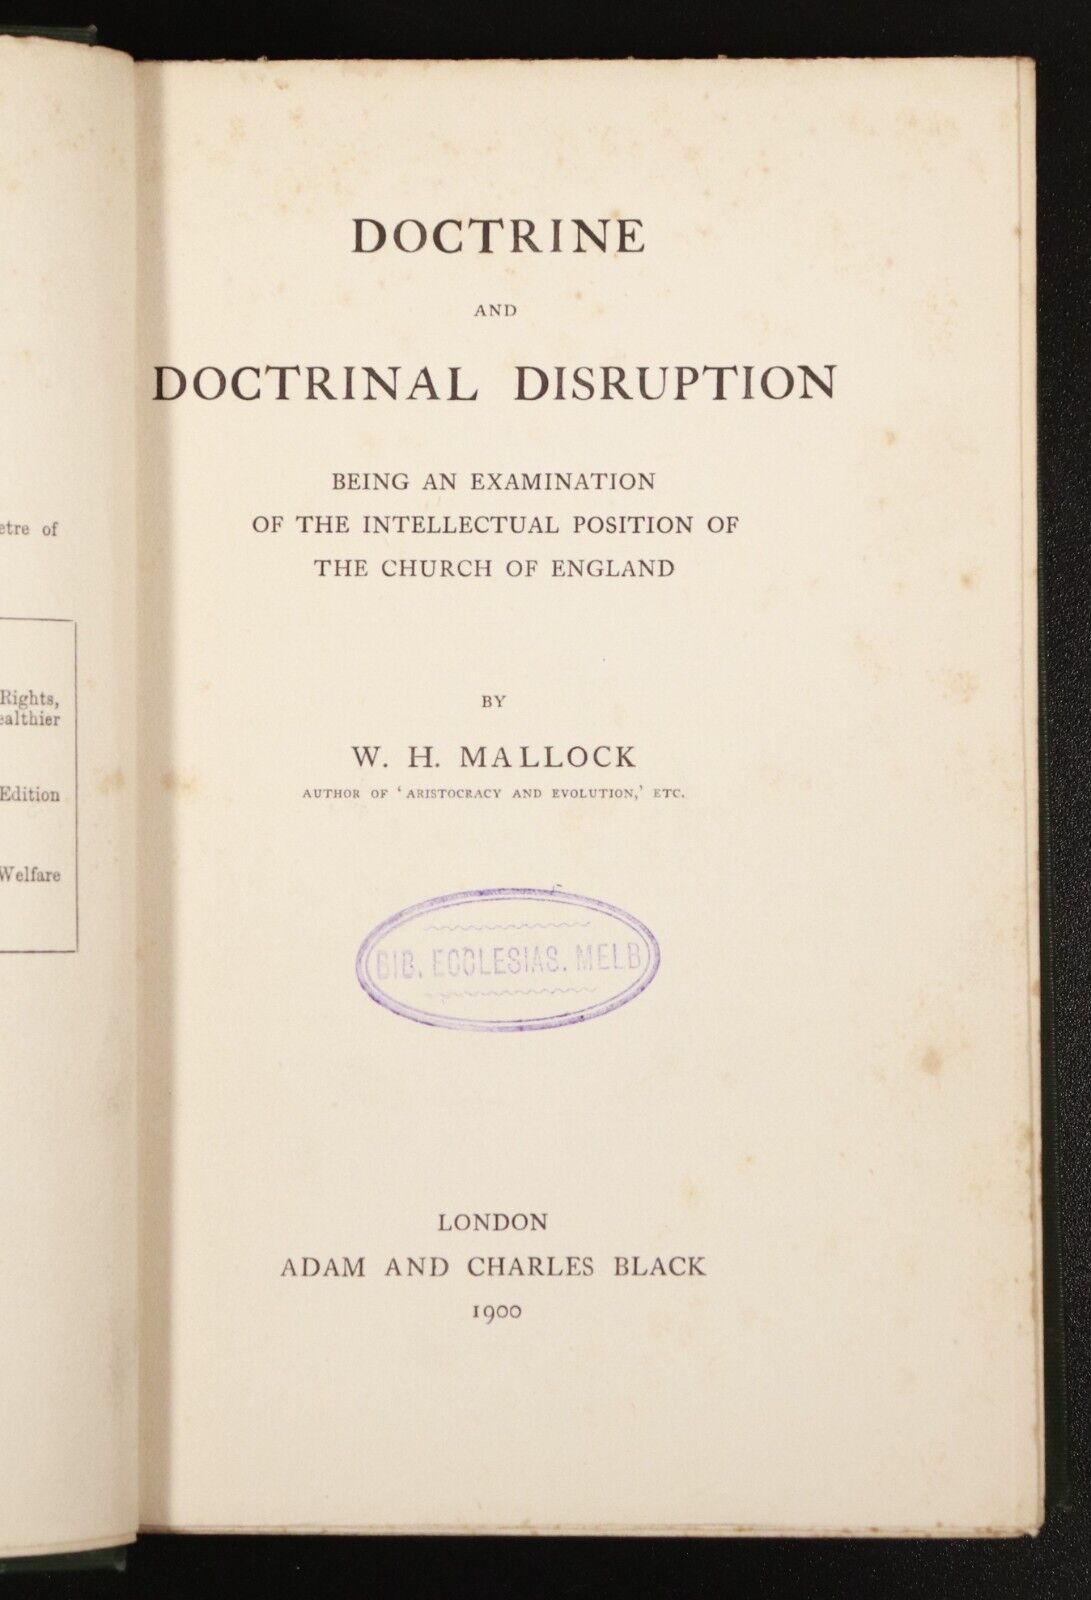 etre of
Rights,
ealthier
Edition
Welfare
DOCTRINE
AND
DOCTRINAL DISRUPTION
BEING AN EXAMINATION
OF THE INTELLECTUAL POSITION OF
THE CHURCH OF ENGLAND
BY
W. H. MALLOCK
AUTHOR OF ‘ARISTOCRACY AND EVOLUTION,’ ETC.
BIB. ECCLESIAS. MELB
LONDON
ADAM AND CHARLES BLACK
1900